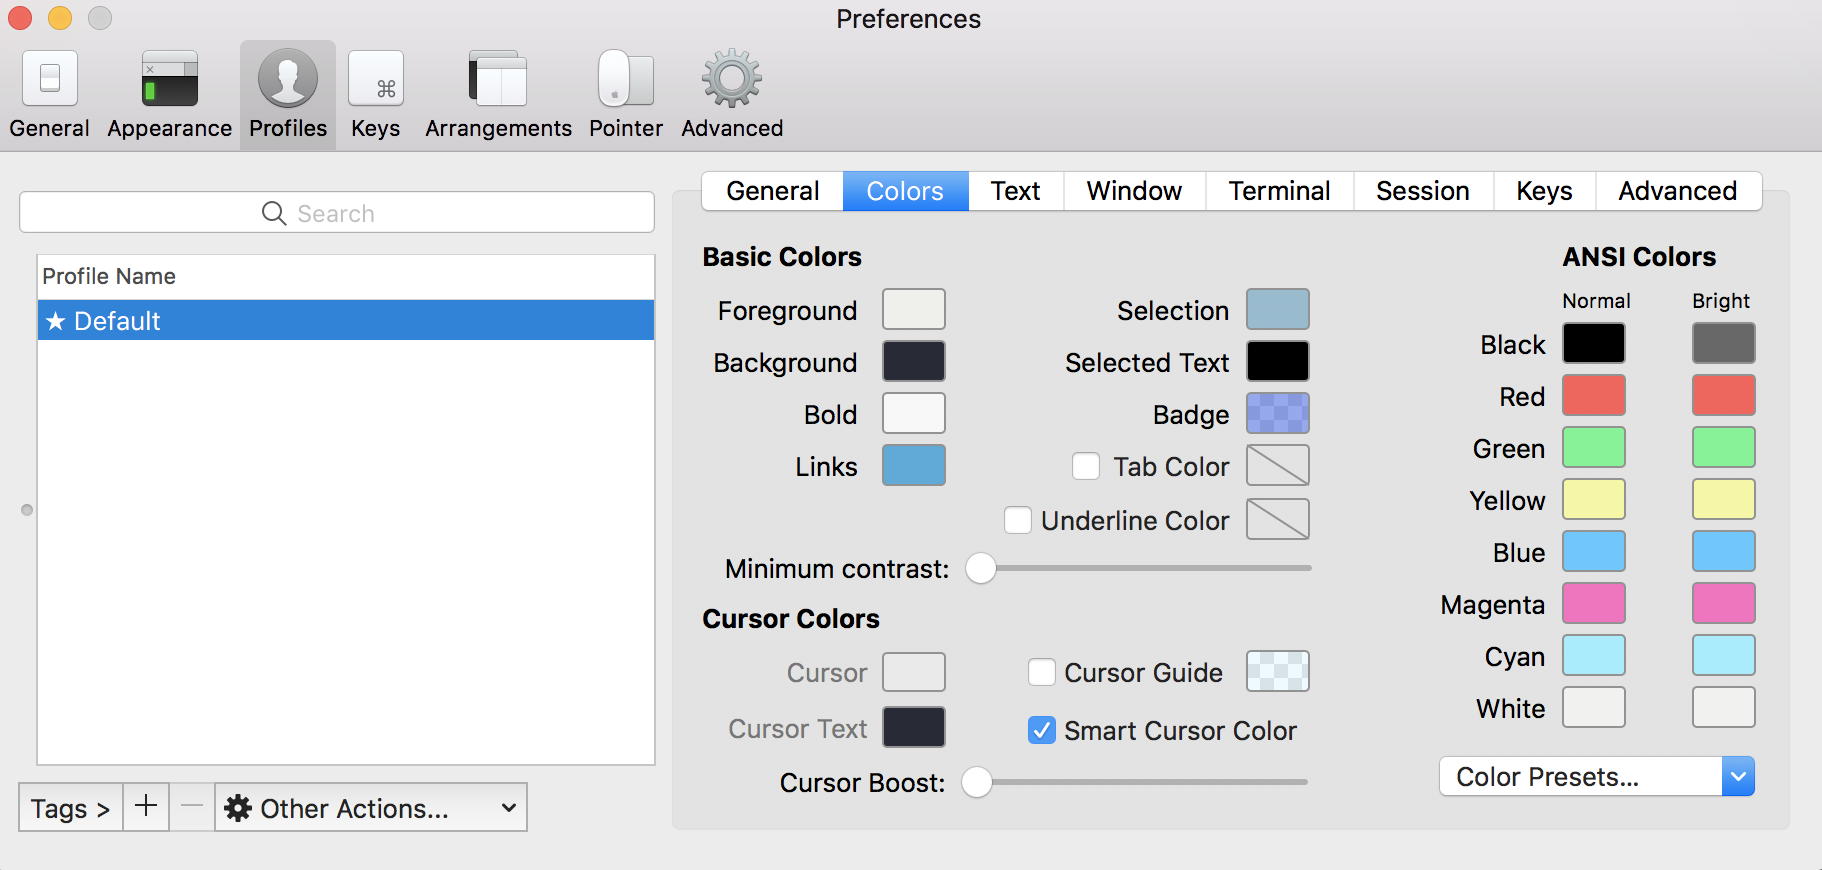 Preferences
General Appearance Profiles Keys Arrangements Pointer Advanced
Search
Profile Name
★ Default
Tags > + − Other Actions...
General Colors Text Window Terminal Session Keys Advanced
Basic Colors
Foreground
Background
Bold
Links
Selection
Selected Text
Badge
Tab Color
Underline Color
Minimum contrast:
Cursor Colors
Cursor
Cursor Text
Cursor Guide
Smart Cursor Color
Cursor Boost:
ANSI Colors
Normal Bright
Black
Red
Green
Yellow
Blue
Magenta
Cyan
White
Color Presets...